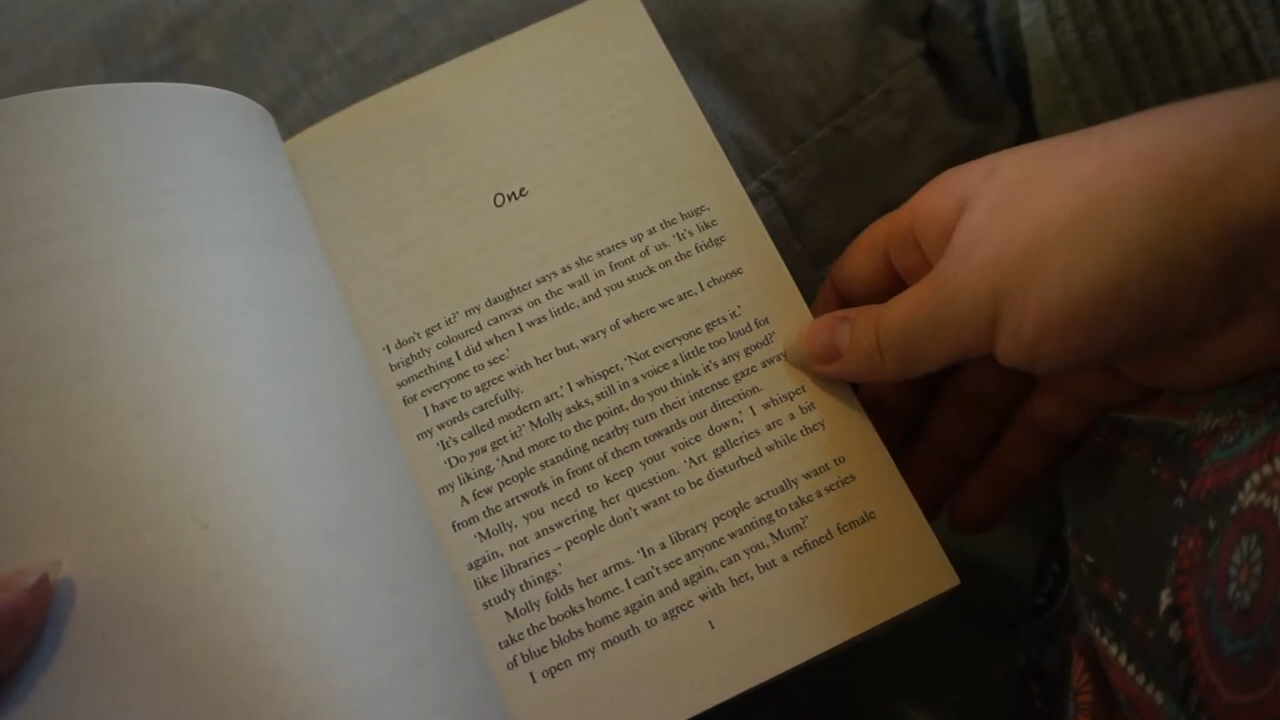 One
‘I don’t get it?’ my daughter says as she stares up at the huge,
brightly coloured canvas on the wall in front of us. ‘It’s like
something I did when I was little, and you stuck on the fridge
for everyone to see.’
I have to agree with her but, wary of where we are, I choose
my words carefully.
‘It’s called modern art,’ I whisper, ‘Not everyone gets it.’
‘Do you get it?’ Molly asks, still in a voice a little too loud for
my liking. ‘And more to the point, do you think it’s any good?’
A few people standing nearby turn their intense gaze away
from the artwork in front of them towards our direction.
‘Molly, you need to keep your voice down,’ I whisper
again, not answering her question. ‘Art galleries are a bit
like libraries – people don’t want to be disturbed while they
study things.’
Molly folds her arms. ‘In a library people actually want to
take the books home. I can’t see anyone wanting to take a series
of blue blobs home again and again, can you, Mum?’
I open my mouth to agree with her, but a refined female
1